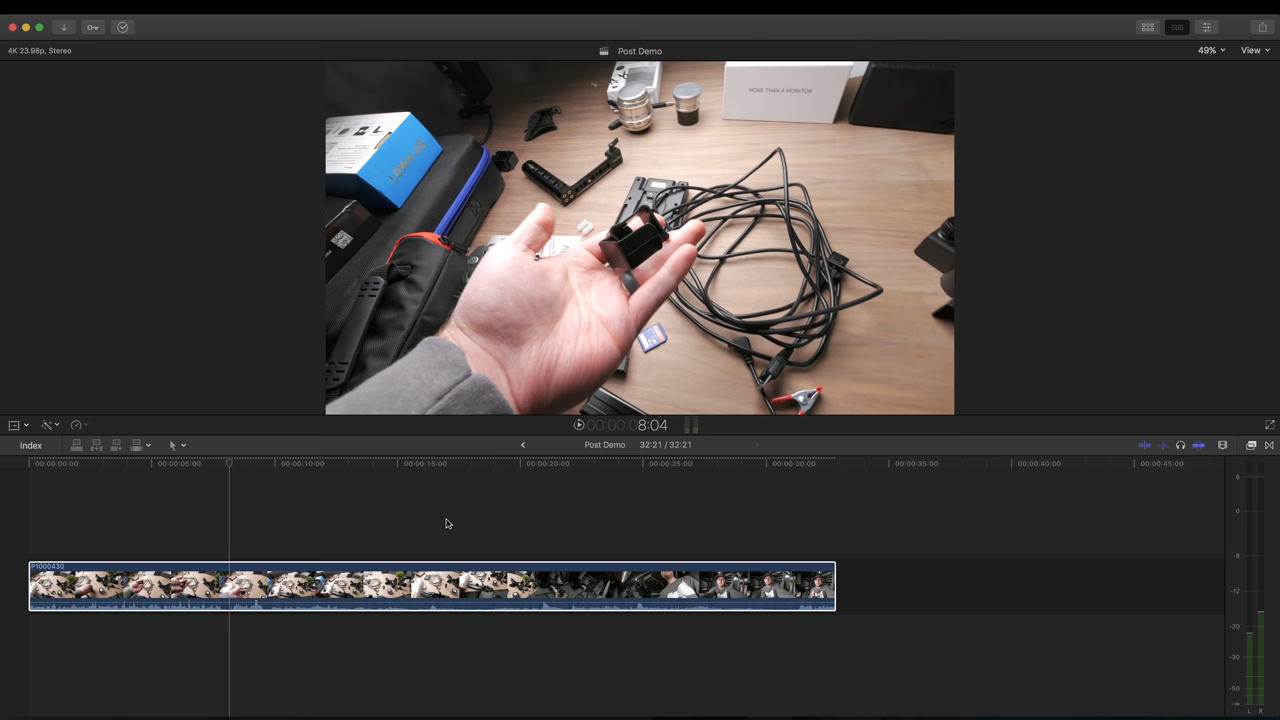 4K 23.98p, Stereo
Post Demo
49%
View
MORE THAN A MONITOR
00:00:00:08:04
Index
Post Demo
32:21 / 32:21
00:00:00:00
00:00:05:00
00:00:10:00
00:00:15:00
00:00:20:00
00:00:25:00
00:00:30:00
00:00:35:00
00:00:40:00
00:00:45:00
6
0
-6
-12
-20
-30
-50
-∞
L R
P1000430